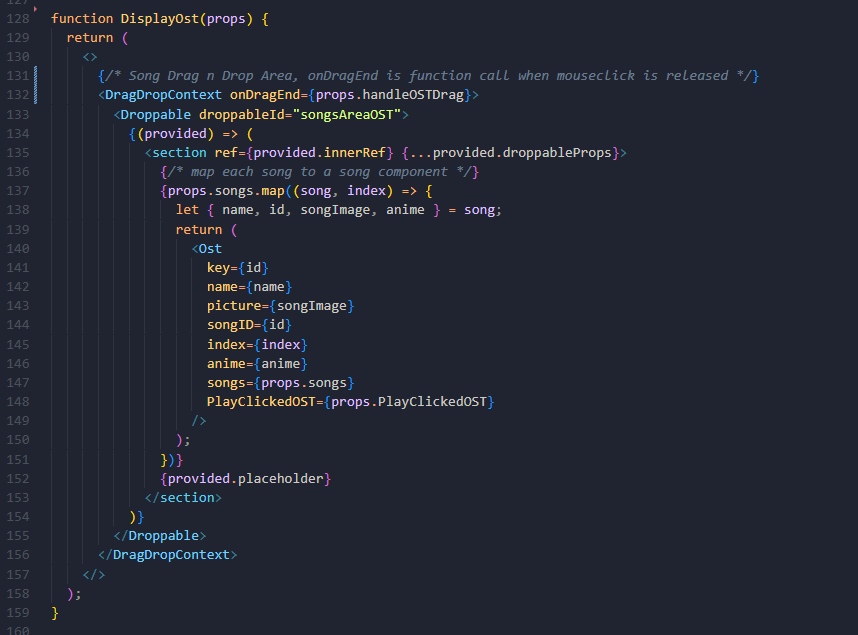 127
128 function DisplayOst(props) {
129   return (
130     <>
131       {/* Song Drag n Drop Area, onDragEnd is function call when mouseclick is released */}
132       <DragDropContext onDragEnd={props.handleOSTDrag}>
133         <Droppable droppableId="songsAreaOST">
134           {(provided) => (
135             <section ref={provided.innerRef} {...provided.droppableProps}>
136               {/* map each song to a song component */}
137               {props.songs.map((song, index) => {
138                 let { name, id, songImage, anime } = song;
139                 return (
140                   <Ost
141                     key={id}
142                     name={name}
143                     picture={songImage}
144                     songID={id}
145                     index={index}
146                     anime={anime}
147                     songs={props.songs}
148                     PlayClickedOST={props.PlayClickedOST}
149                   />
150                 );
151               })}
152               {provided.placeholder}
153             </section>
154           )}
155         </Droppable>
156       </DragDropContext>
157     </>
158   );
159 }
160